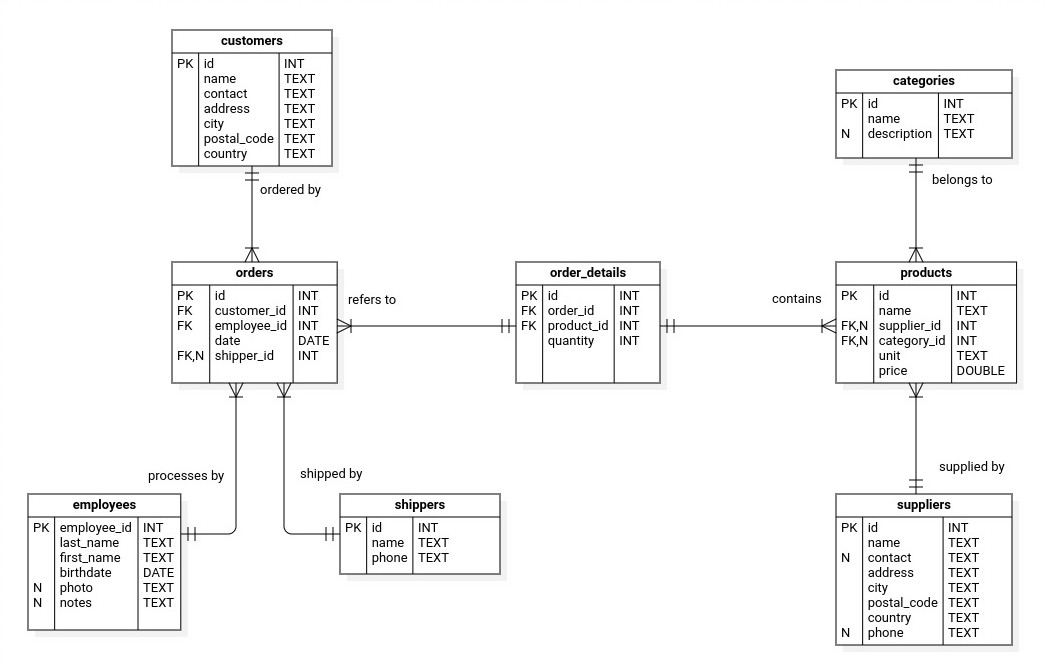 customers
PK id INT
name TEXT
contact TEXT
address TEXT
city TEXT
postal_code TEXT
country TEXT
ordered by
categories
PK id INT
name TEXT
N description TEXT
belongs to
orders
PK id INT
FK customer_id INT
FK employee_id INT
date DATE
FK,N shipper_id INT
refers to
order_details
PK id INT
FK order_id INT
FK product_id INT
quantity INT
contains
products
PK id INT
name TEXT
FK,N supplier_id INT
FK,N category_id INT
unit TEXT
price DOUBLE
processes by
shipped by
supplied by
employees
PK employee_id INT
last_name TEXT
first_name TEXT
birthdate DATE
N photo TEXT
N notes TEXT
shippers
PK id INT
name TEXT
phone TEXT
suppliers
PK id INT
name TEXT
N contact TEXT
address TEXT
city TEXT
postal_code TEXT
country TEXT
N phone TEXT